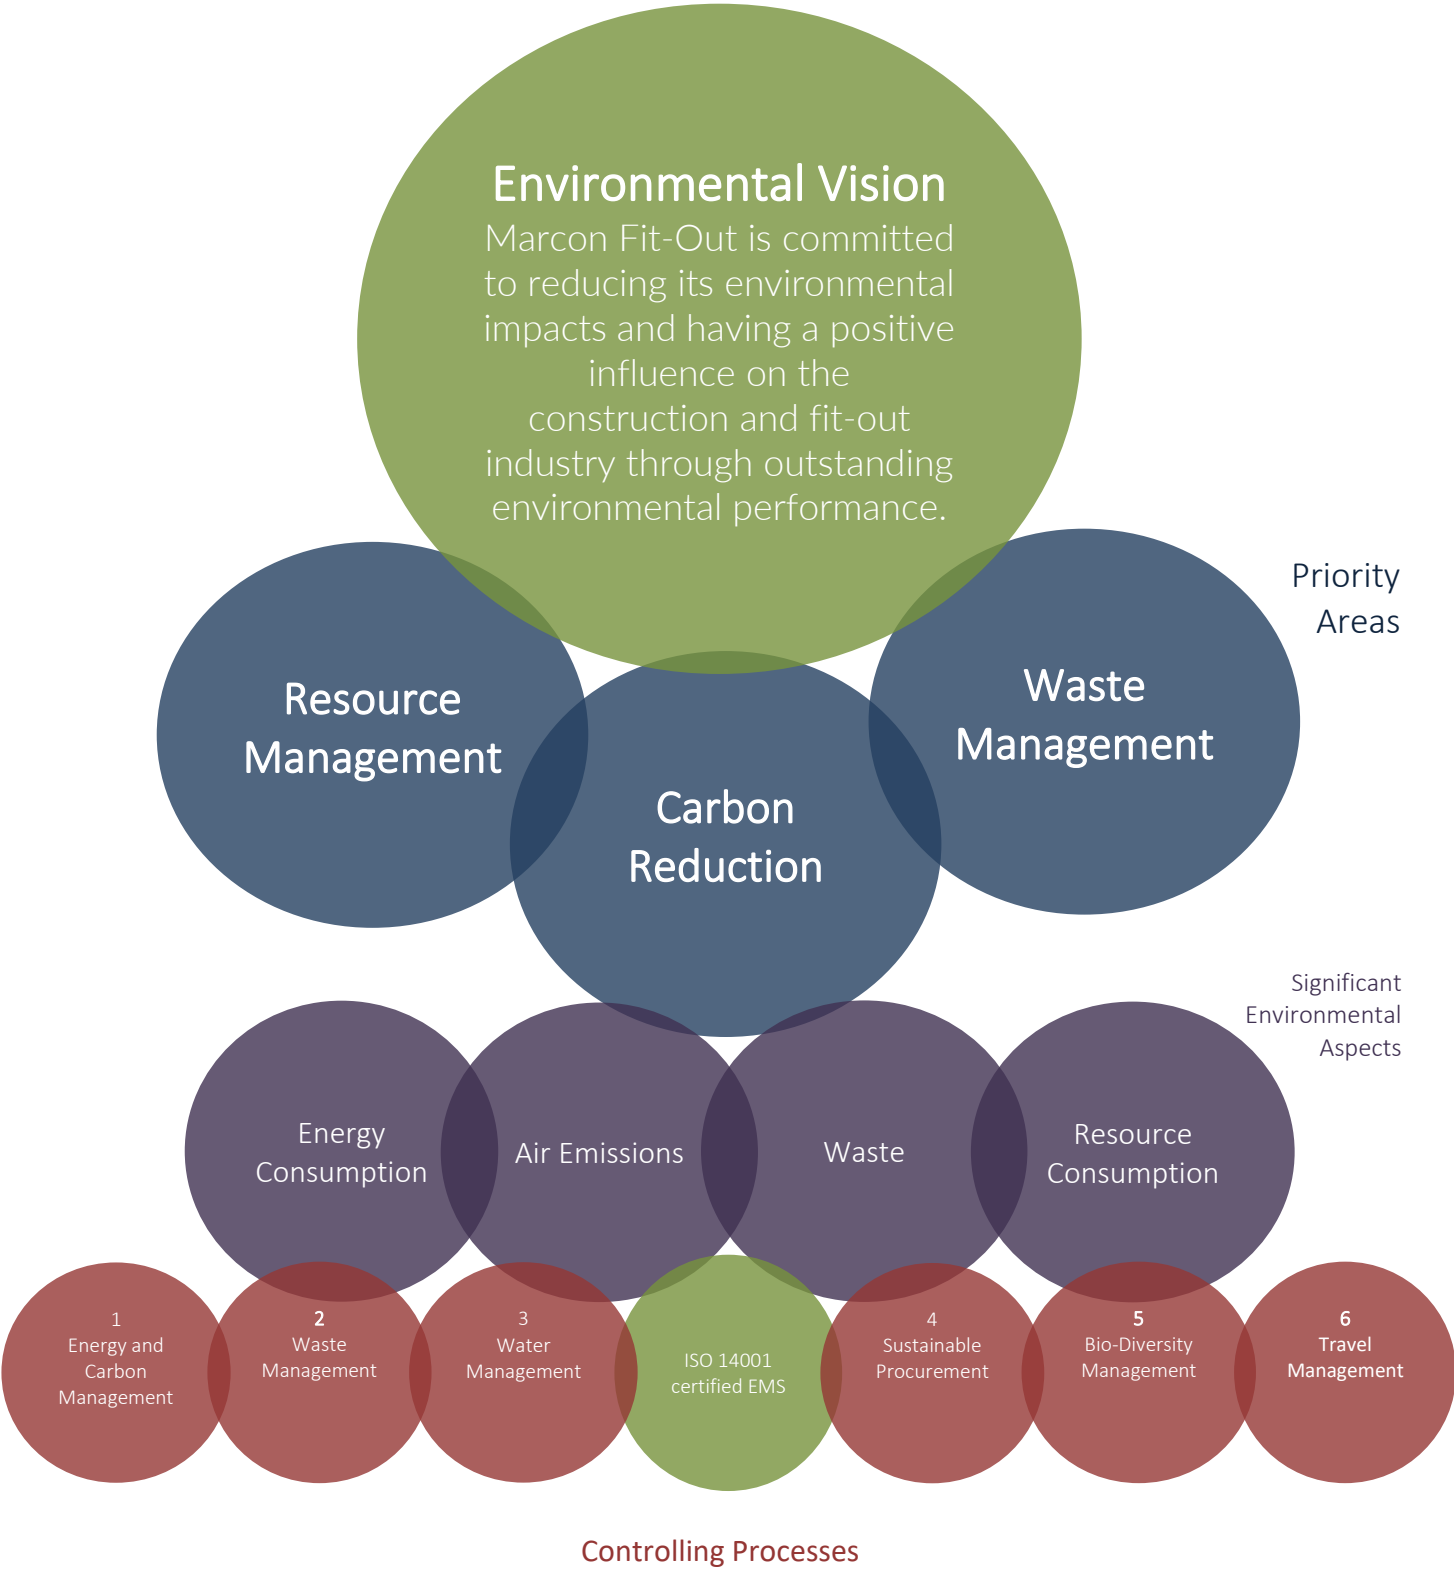 Environmental Vision
Marcon Fit-Out is committed
to reducing its environmental
impacts and having a positive
influence on the
construction and fit-out
industry through outstanding
environmental performance.
Priority
Areas
Resource
Management
Carbon
Reduction
Waste
Management
Significant
Environmental
Aspects
Energy
Consumption
Air Emissions
Waste
Resource
Consumption
1
Energy and
Carbon
Management
2
Waste
Management
3
Water
Management
ISO 14001
certified EMS
4
Sustainable
Procurement
5
Bio-Diversity
Management
6
Travel
Management
Controlling Processes